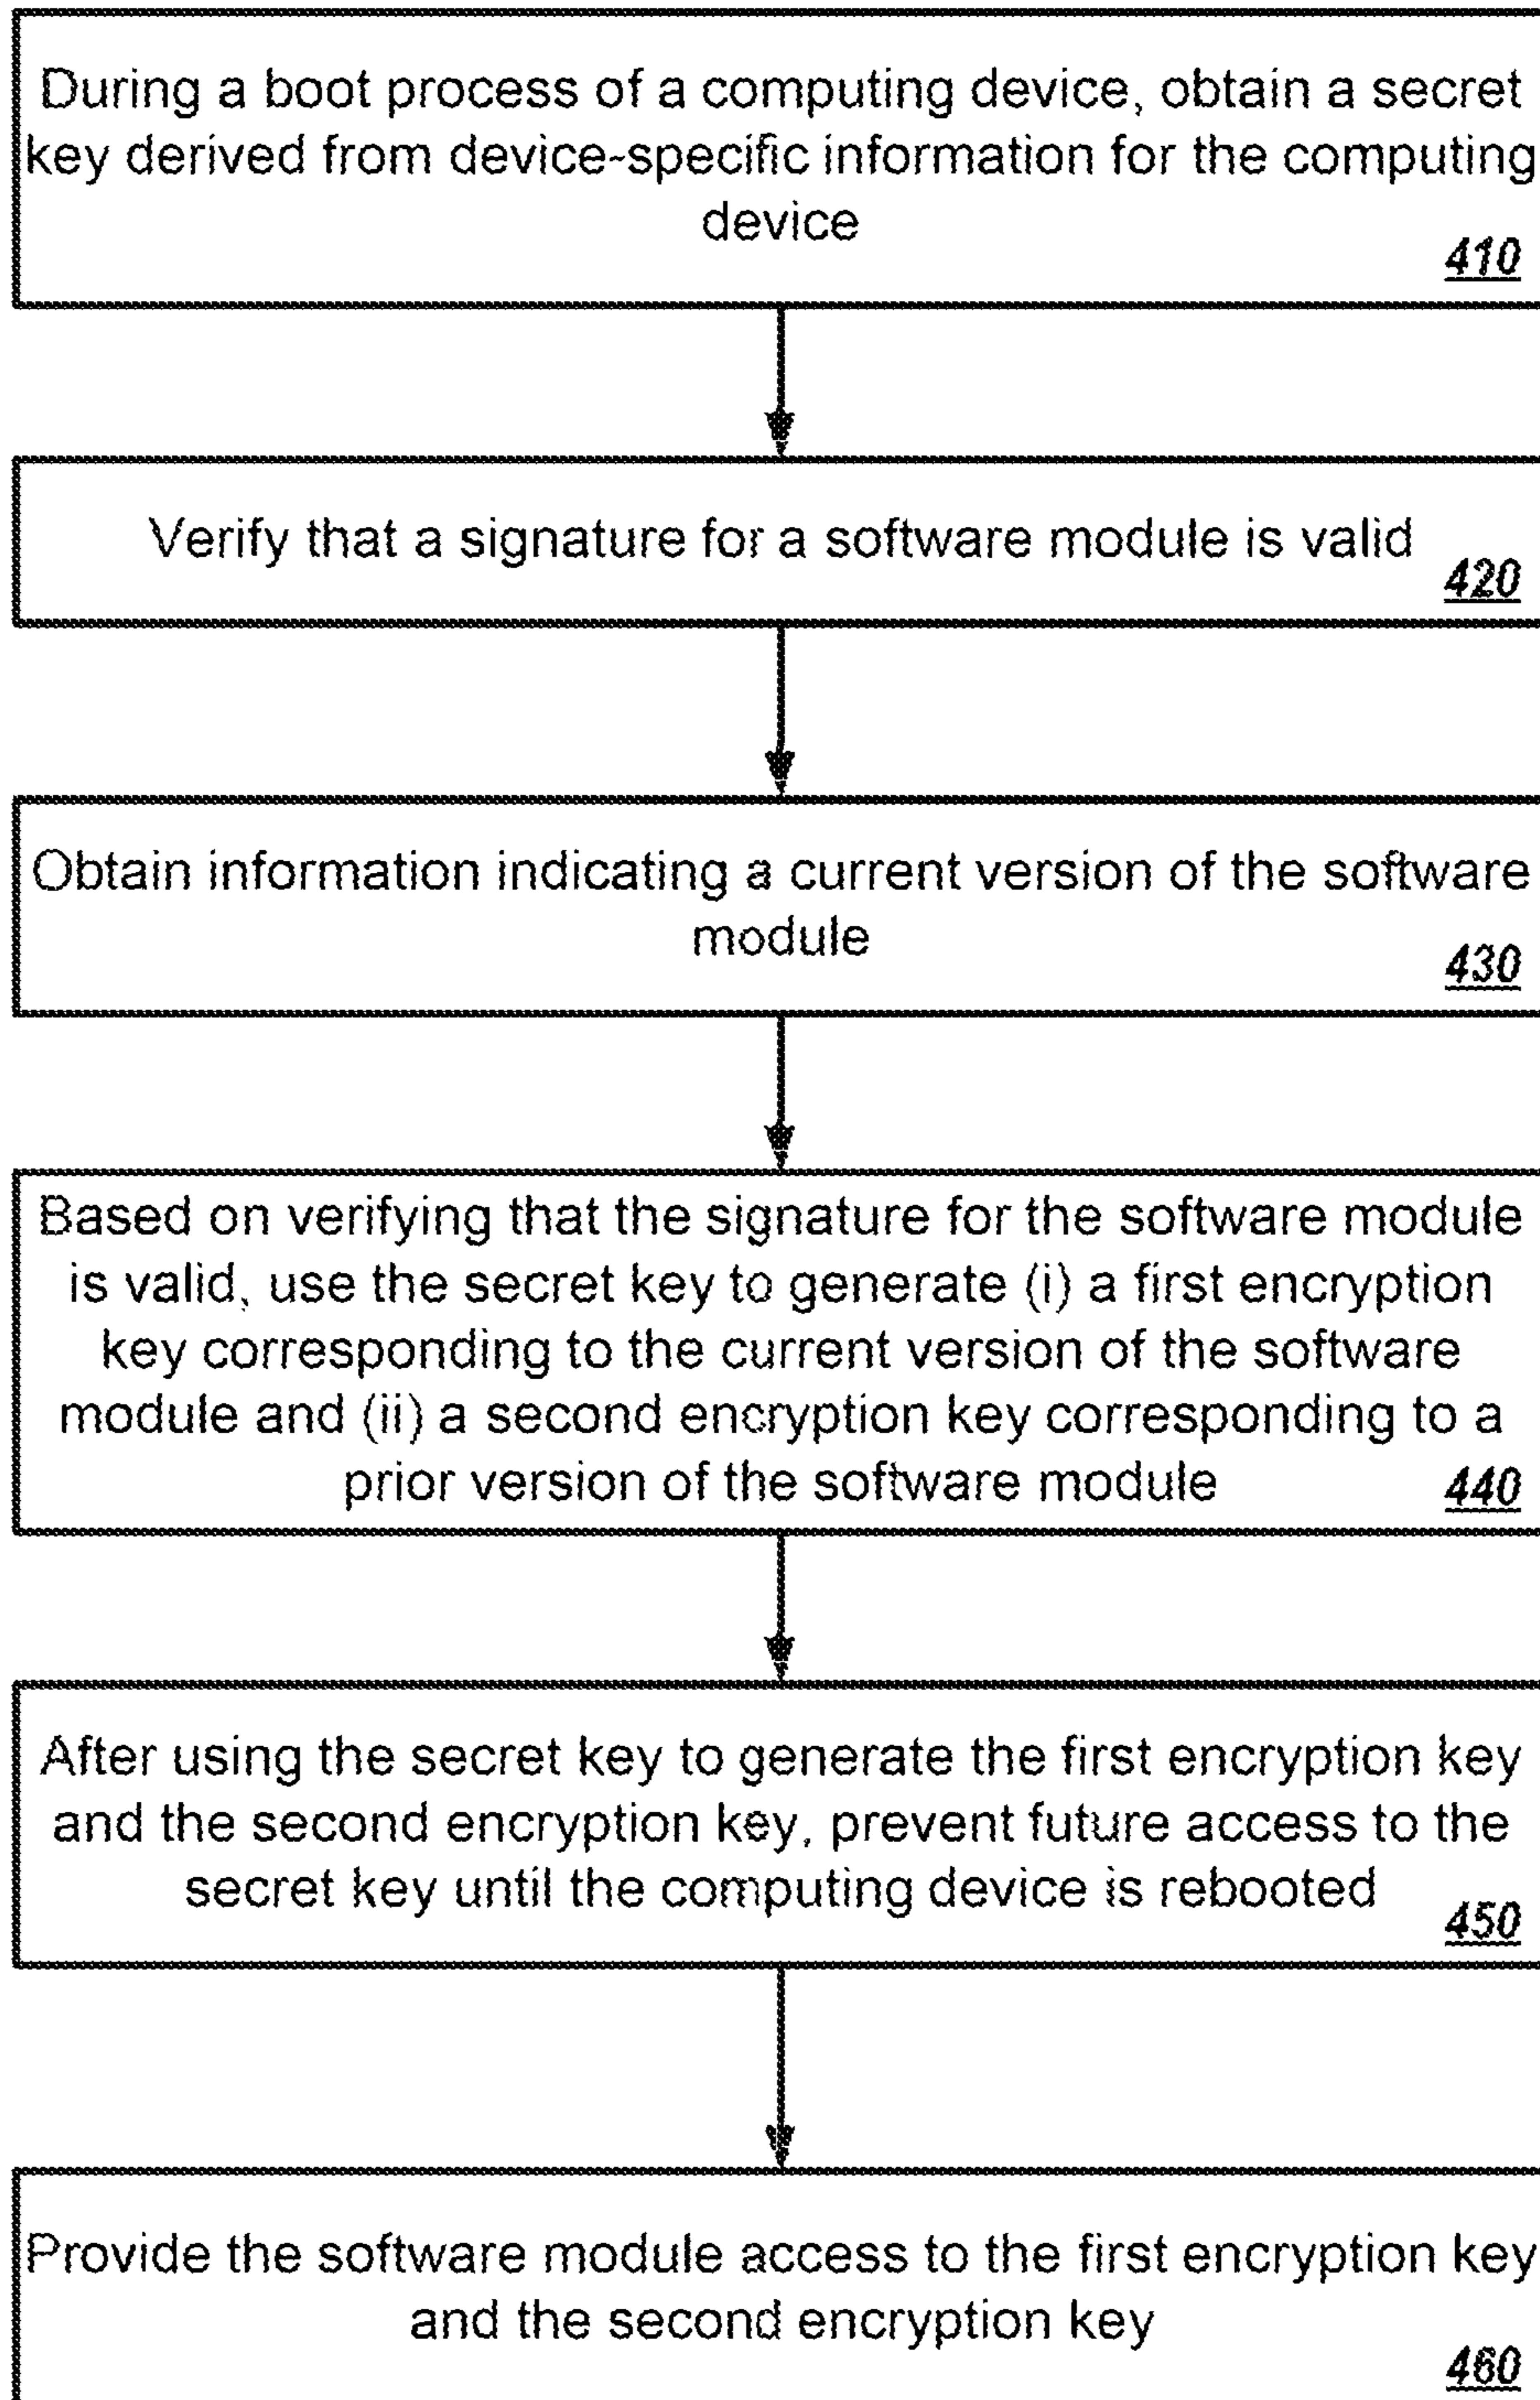 During a boot process of a computing device, obtain a secret
key derived from device-specific information for the computing
device
410
Verify that a signature for a software module is valid
420
Obtain information indicating a current version of the software
module
430
Based on verifying that the signature for the software module
is valid, use the secret key to generate (i) a first encryption
key corresponding to the current version of the software
module and (ii) a second encryption key corresponding to a
prior version of the software module
440
After using the secret key to generate the first encryption key
and the second encryption key, prevent future access to the
secret key until the computing device is rebooted
450
Provide the software module access to the first encryption key
and the second encryption key
460